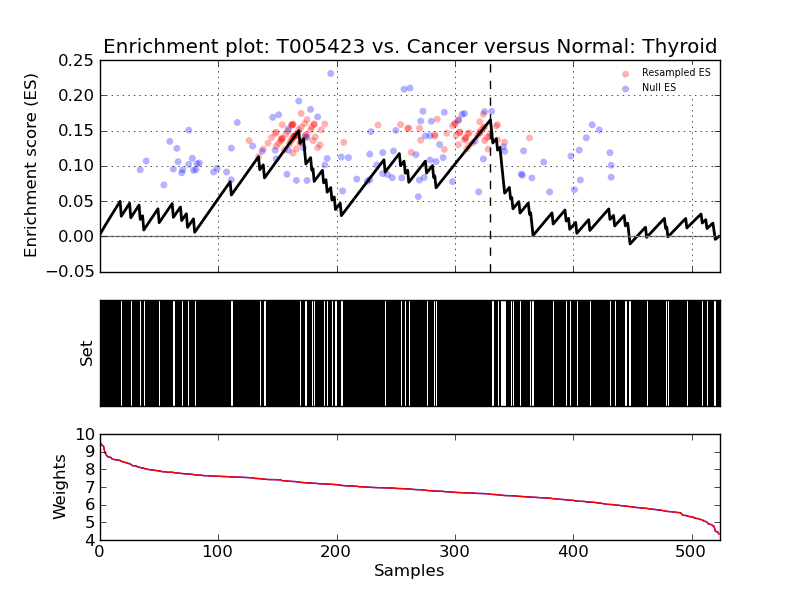 Enrichment plot: T005423 vs. Cancer versus Normal: Thyroid
0.25
0.20
0.15
0.10
0.05
0.00
−0.05
Enrichment score (ES)
Resampled ES
Null ES
Set
10
9
8
7
6
5
4
Weights
0 100 200 300 400 500
Samples